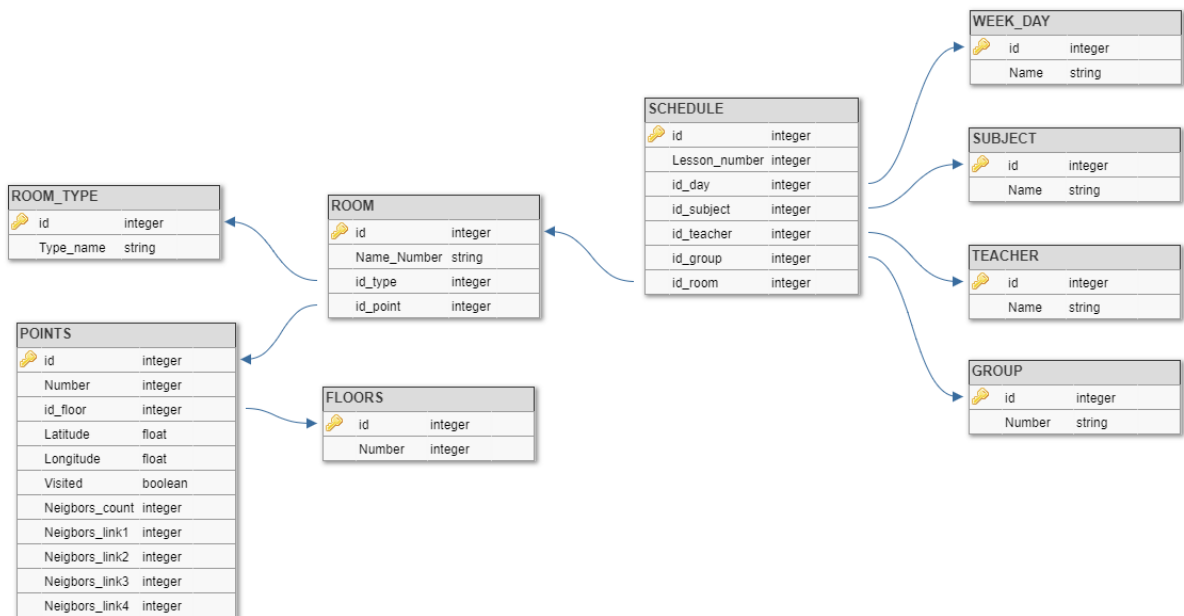 ROOM_TYPE
id integer
Type_name string
POINTS
id integer
Number integer
id_floor integer
Latitude float
Longitude float
Visited boolean
Neigbors_count integer
Neigbors_link1 integer
Neigbors_link2 integer
Neigbors_link3 integer
Neigbors_link4 integer
ROOM
id integer
Name_Number string
id_type integer
id_point integer
FLOORS
id integer
Number integer
SCHEDULE
id integer
Lesson_number integer
id_day integer
id_subject integer
id_teacher integer
id_group integer
id_room integer
WEEK_DAY
id integer
Name string
SUBJECT
id integer
Name string
TEACHER
id integer
Name string
GROUP
id integer
Number string